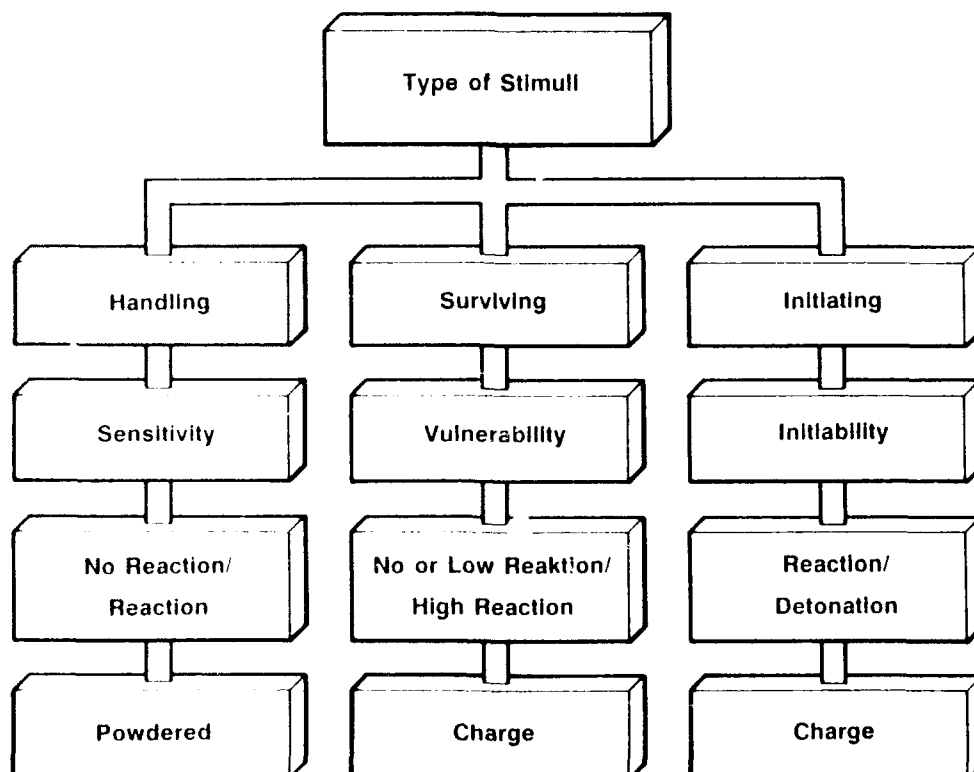 Type of Stimuli
Handling
Surviving
Initiating
Sensitivity
Vulnerability
Initiability
No Reaction/
Reaction
No or Low Reaktion/
High Reaction
Reaction/
Detonation
Powdered
Charge
Charge